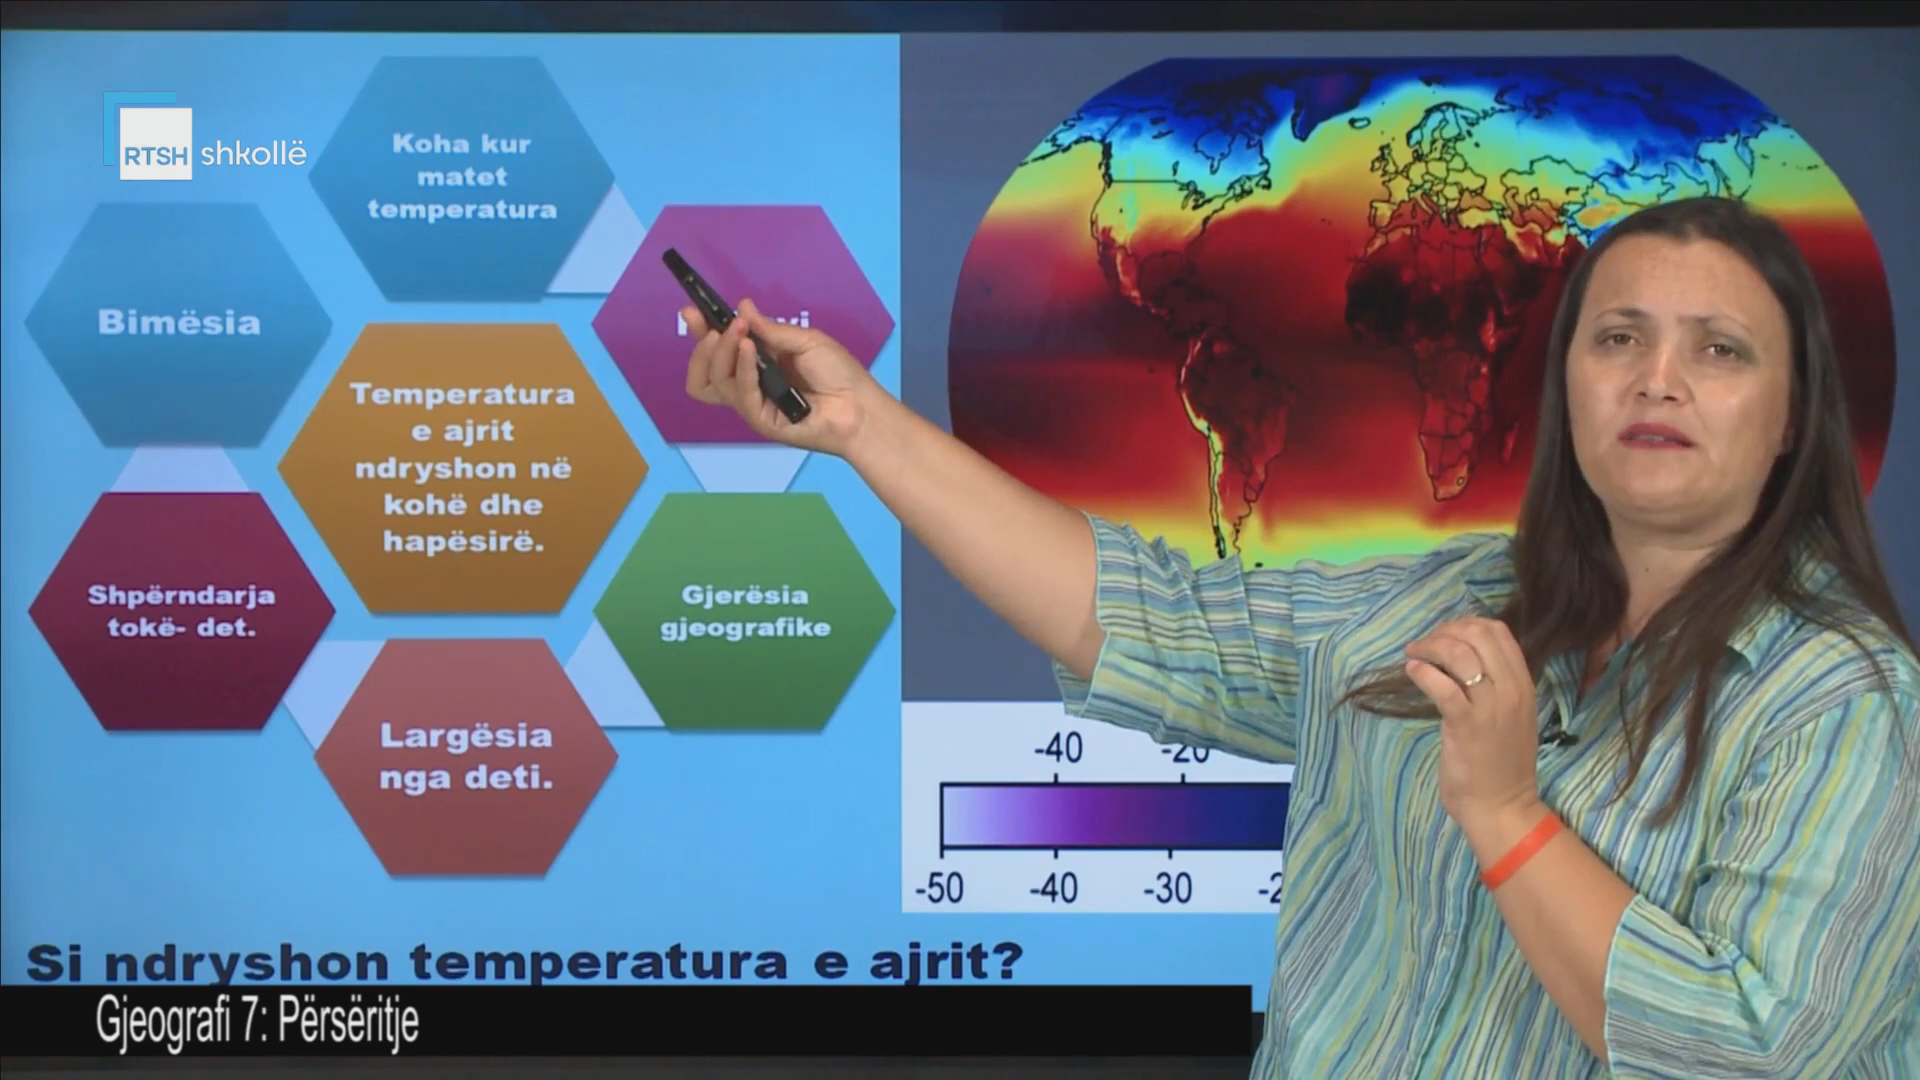 RTSH shkollë
Koha kur
matet
temperatura
Bimësia
Temperatura
e ajrit
ndryshon në
kohë dhe
hapësirë.
Shpërndarja
tokë- det.
Gjerësia
gjeografike
Largësia
nga deti.
-40 -20
-50 -40 -30
Si ndryshon temperatura e ajrit?
Gjeografi 7: Përsëritje